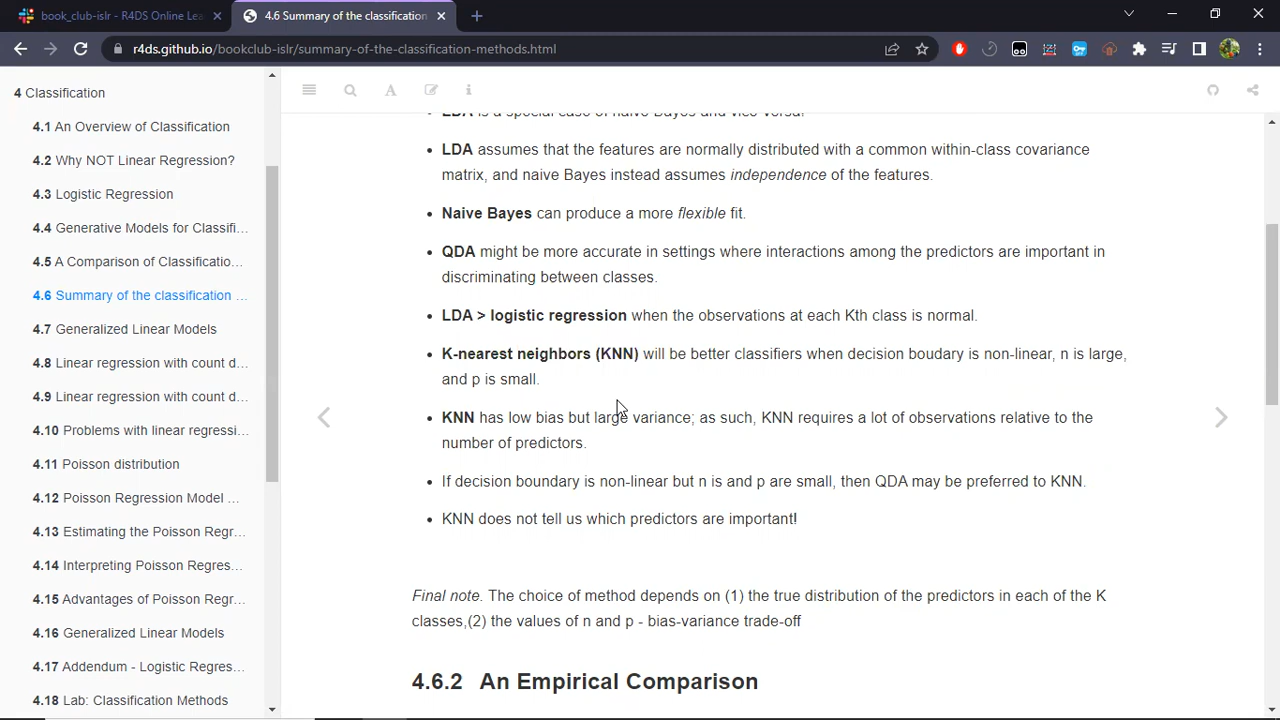 book_club-islr - R4DS Online Lea
4.6 Summary of the classification
r4ds.github.io/bookclub-islr/summary-of-the-classification-methods.html
4 Classification
4.1 An Overview of Classification
4.2 Why NOT Linear Regression?
4.3 Logistic Regression
4.4 Generative Models for Classifi...
4.5 A Comparison of Classificatio...
4.6 Summary of the classification ...
4.7 Generalized Linear Models
4.8 Linear regression with count d...
4.9 Linear regression with count d...
4.10 Problems with linear regressi...
4.11 Poisson distribution
4.12 Poisson Regression Model ...
4.13 Estimating the Poisson Regr...
4.14 Interpreting Poisson Regres...
4.15 Advantages of Poisson Regr...
4.16 Generalized Linear Models
4.17 Addendum - Logistic Regres...
4.18 Lab: Classification Methods
LDA is a special case of naive Bayes and vice-versa!
LDA assumes that the features are normally distributed with a common within-class covariance
matrix, and naive Bayes instead assumes independence of the features.
Naive Bayes can produce a more flexible fit.
QDA might be more accurate in settings where interactions among the predictors are important in
discriminating between classes.
LDA > logistic regression when the observations at each Kth class is normal.
K-nearest neighbors (KNN) will be better classifiers when decision boudary is non-linear, n is large,
and p is small.
KNN has low bias but large variance; as such, KNN requires a lot of observations relative to the
number of predictors.
If decision boundary is non-linear but n is and p are small, then QDA may be preferred to KNN.
KNN does not tell us which predictors are important!
Final note. The choice of method depends on (1) the true distribution of the predictors in each of the K
classes,(2) the values of n and p - bias-variance trade-off
4.6.2 An Empirical Comparison